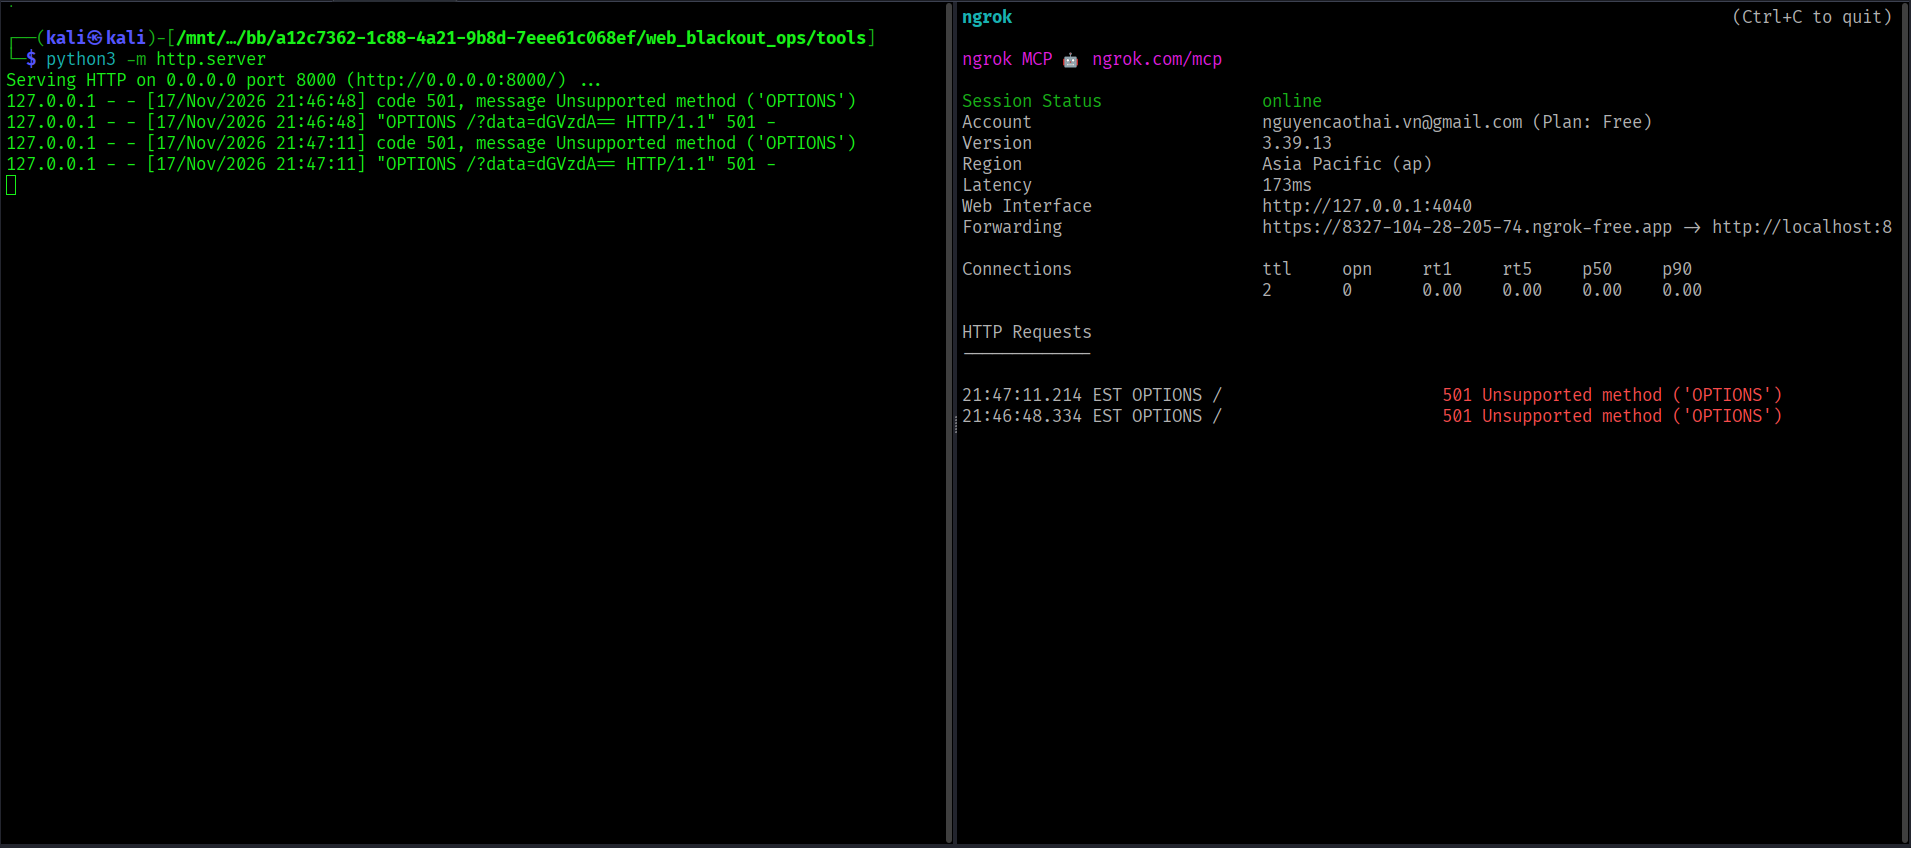 ┌──(kali㉿kali)-[/mnt/…/bb/a12c7362-1c88-4a21-9b8d-7eee61c068ef/web_blackout_ops/tools]
└─$ python3 -m http.server
Serving HTTP on 0.0.0.0 port 8000 (http://0.0.0.0:8000/) ...
127.0.0.1 - - [17/Nov/2026 21:46:48] code 501, message Unsupported method ('OPTIONS')
127.0.0.1 - - [17/Nov/2026 21:46:48] "OPTIONS /?data=dGVzdA== HTTP/1.1" 501 -
127.0.0.1 - - [17/Nov/2026 21:47:11] code 501, message Unsupported method ('OPTIONS')
127.0.0.1 - - [17/Nov/2026 21:47:11] "OPTIONS /?data=dGVzdA== HTTP/1.1" 501 -
ngrok (Ctrl+C to quit)
ngrok MCP 🤖 ngrok.com/mcp
Session Status online
Account nguyencaothai.vn@gmail.com (Plan: Free)
Version 3.39.13
Region Asia Pacific (ap)
Latency 173ms
Web Interface http://127.0.0.1:4040
Forwarding https://8327-104-28-205-74.ngrok-free.app -> http://localhost:8
Connections ttl opn rt1 rt5 p50 p90
2 0 0.00 0.00 0.00 0.00
HTTP Requests
-------------
21:47:11.214 EST OPTIONS / 501 Unsupported method ('OPTIONS')
21:46:48.334 EST OPTIONS / 501 Unsupported method ('OPTIONS')